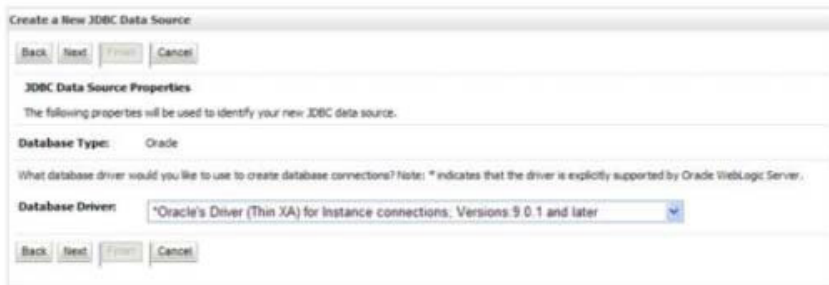 Create a New JDBC Data Source
Back Next Finish Cancel
JDBC Data Source Properties
The following properties will be used to identify your new JDBC data source.
Database Type: Oracle
What database driver would you like to use to create database connections? Note: * indicates that the driver is explicitly supported by Oracle WebLogic Server.
Database Driver: *Oracle's Driver (Thin XA) for Instance connections; Versions:9.0.1 and later
Back Next Finish Cancel